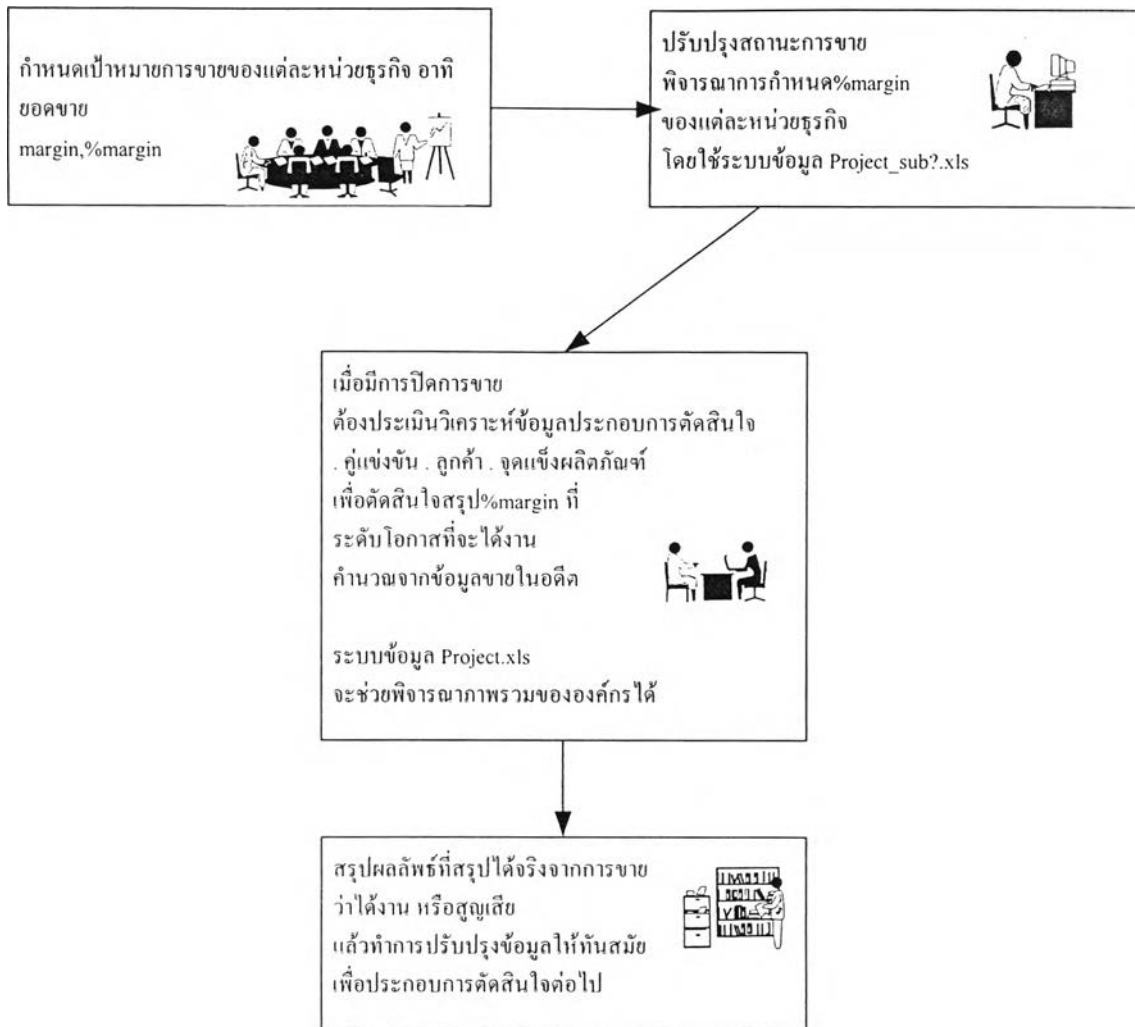 กำหนดเป้าหมายการขายของแต่ละหน่วยธุรกิจ อาทิ
ยอดขาย
margin,%margin
ปรับปรุงสถานะการขาย
พิจารณาการกำหนด%margin
ของแต่ละหน่วยธุรกิจ
โดยใช้ระบบข้อมูล Project_sub?.xls
เมื่อมีการปิดการขาย
ต้องประเมินวิเคราะห์ข้อมูลประกอบการตัดสินใจ
. คู่แข่งขัน . ลูกค้า . จุดแข็งผลิตภัณฑ์
เพื่อตัดสินใจสรุป%margin ที่
ระดับโอกาสที่จะได้งาน
คำนวณจากข้อมูลขายในอดีต
ระบบข้อมูล Project.xls
จะช่วยพิจารณาภาพรวมขององค์กรได้
สรุปผลลัพธ์ที่สรุปได้จริงจากการขาย
ว่าได้งาน หรือสูญเสีย
แล้วทำการปรับปรุงข้อมูลให้ทันสมัย
เพื่อประกอบการตัดสินใจต่อไป